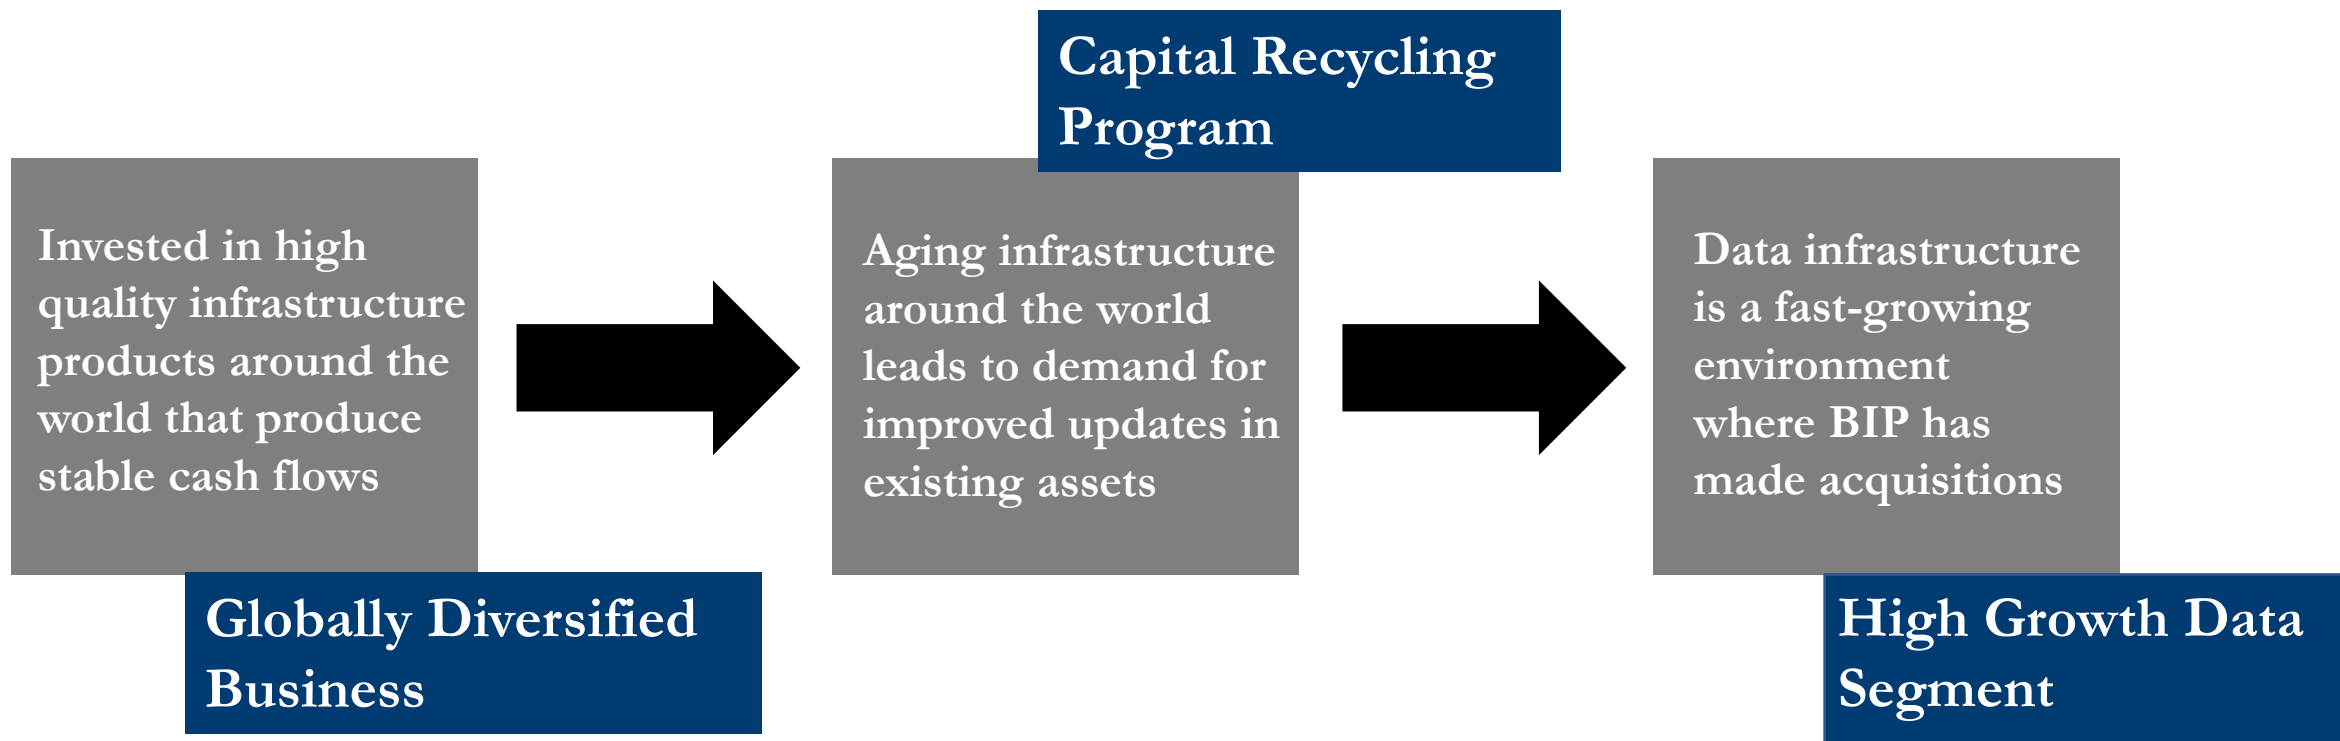 Capital Recycling
Program
Invested in high
quality infrastructure
products around the
world that produce
stable cash flows
Globally Diversified
Business
Aging infrastructure
around the world
leads to demand for
improved updates in
existing assets
Data infrastructure
is a fast-growing
environment
where BIP has
made acquisitions
High Growth Data
Segment